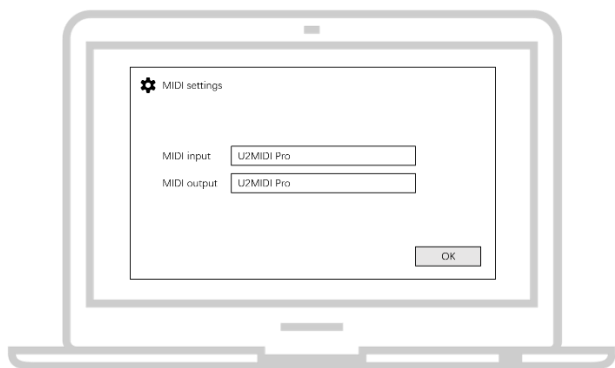 MIDI settings
MIDI input U2MIDI Pro
MIDI output U2MIDI Pro
OK